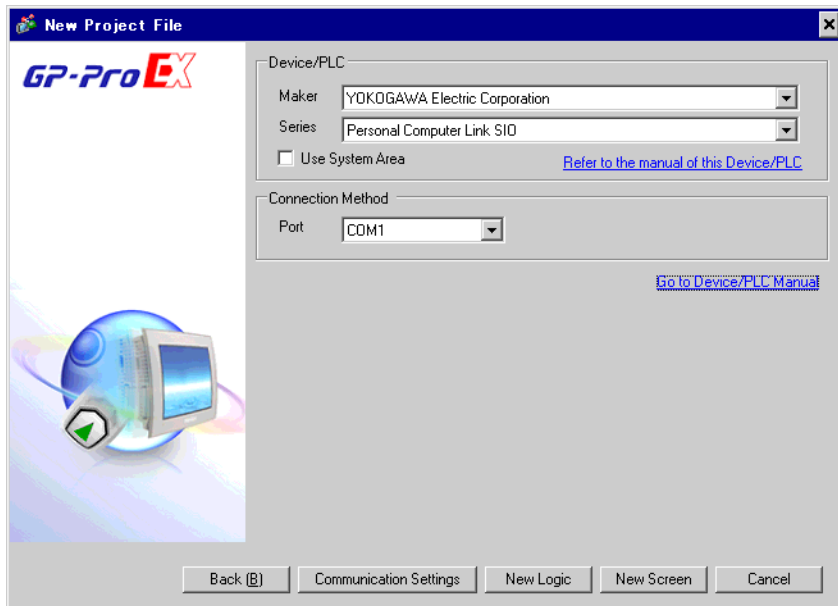 New Project File
GP-Pro EX
Device/PLC
Maker YOKOGAWA Electric Corporation
Series Personal Computer Link SIO
Use System Area Refer to the manual of this Device/PLC
Connection Method
Port COM1
Go to Device/PLC Manual
Back (B) Communication Settings New Logic New Screen Cancel